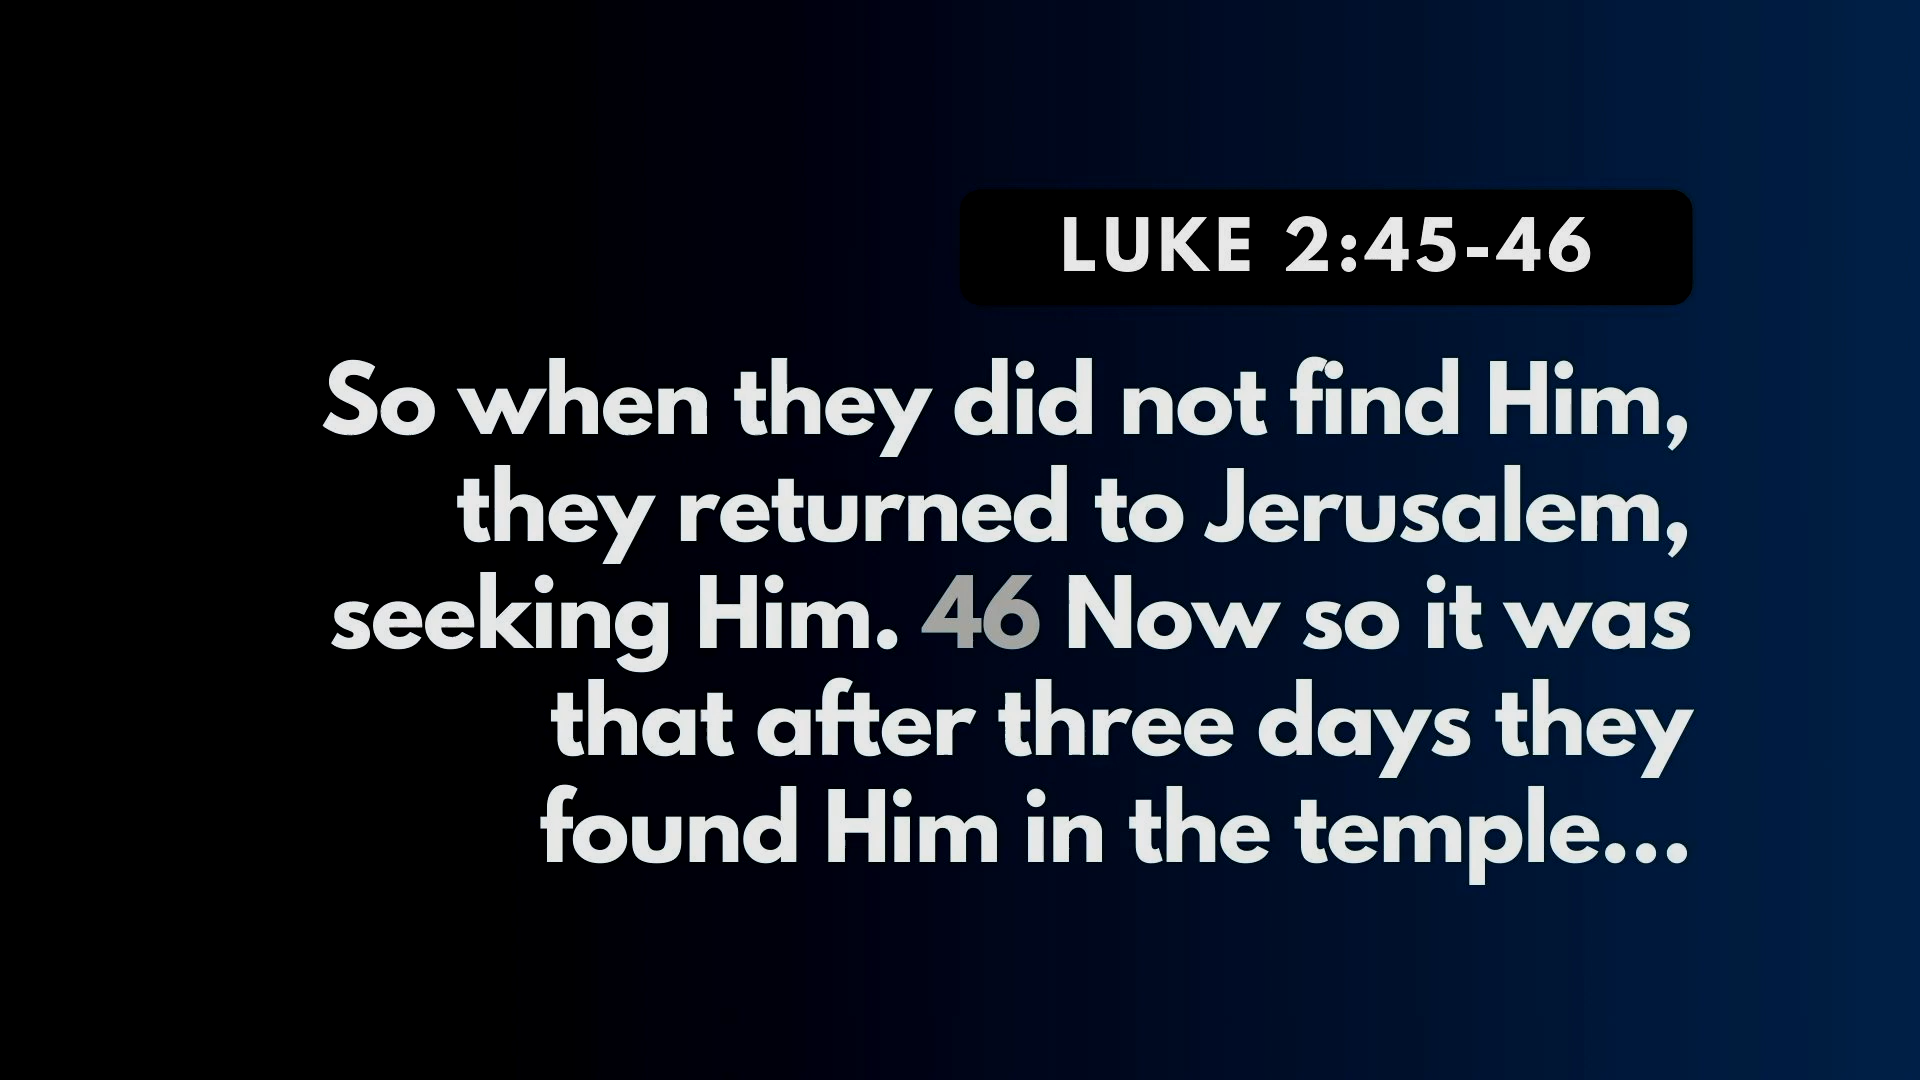 LUKE 2:45-46
So when they did not find Him,
they returned to Jerusalem,
seeking Him. 46 Now so it was
that after three days they
found Him in the temple...